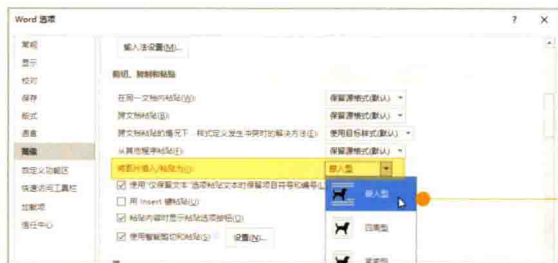 Word 选项
? ×
常规
显示
校对
保存
版式
语言
高级
自定义功能区
快速访问工具栏
加载项
信任中心
输入法设置(M)...
剪切、复制和粘贴
在同一文档内粘贴(W): 保留源格式(默认)
跨文档粘贴(B): 保留源格式(默认)
跨文档粘贴的情况下,样式定义发生冲突时的解决方法(E): 使用目标样式(默认)
从其他程序粘贴(F): 保留源格式(默认)
将图片插入/粘贴为(I): 嵌入型
使用"仅保留文本"选项粘贴文本时保留项目符号和编号(L)
用 Insert 键粘贴(U)
粘贴内容时显示粘贴选项按钮(O)
使用智能剪切和粘贴(S) 设置(N)...
嵌入型
四周型
紧密型